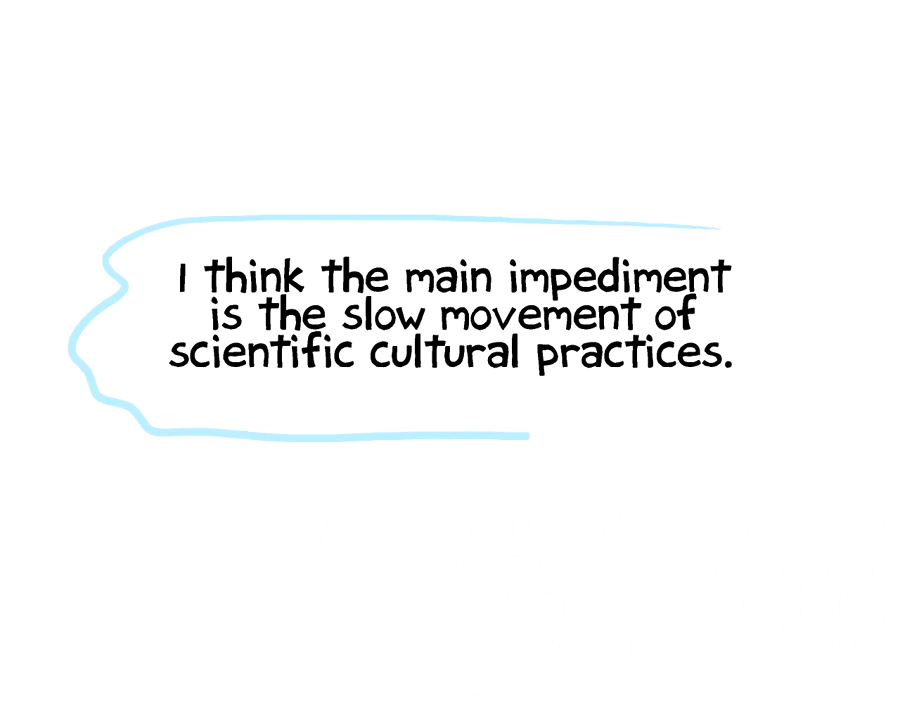 I think the main impediment
is the slow movement of
scientific cultural practices.